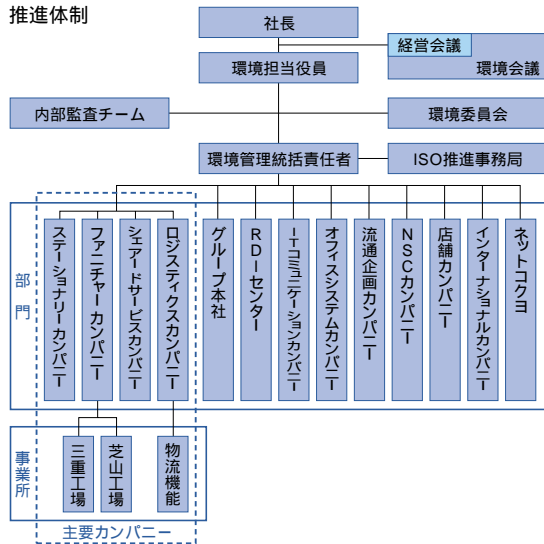 推進体制
社長
経営会議
環境会議
環境担当役員
内部監査チーム
環境委員会
環境管理統括責任者
ISO推進事務局
部門
ステーショナリーカンパニー
ファニチャーカンパニー
シェアードサービスカンパニー
ロジスティクスカンパニー
グループ本社
RDIセンター
ITコミュニケーションカンパニー
オフィスシステムカンパニー
流通企画カンパニー
NSCカンパニー
店舗カンパニー
インターナショナルカンパニー
ネットコクヨ
事業所
三重工場
芝山工場
物流機能
主要カンパニー